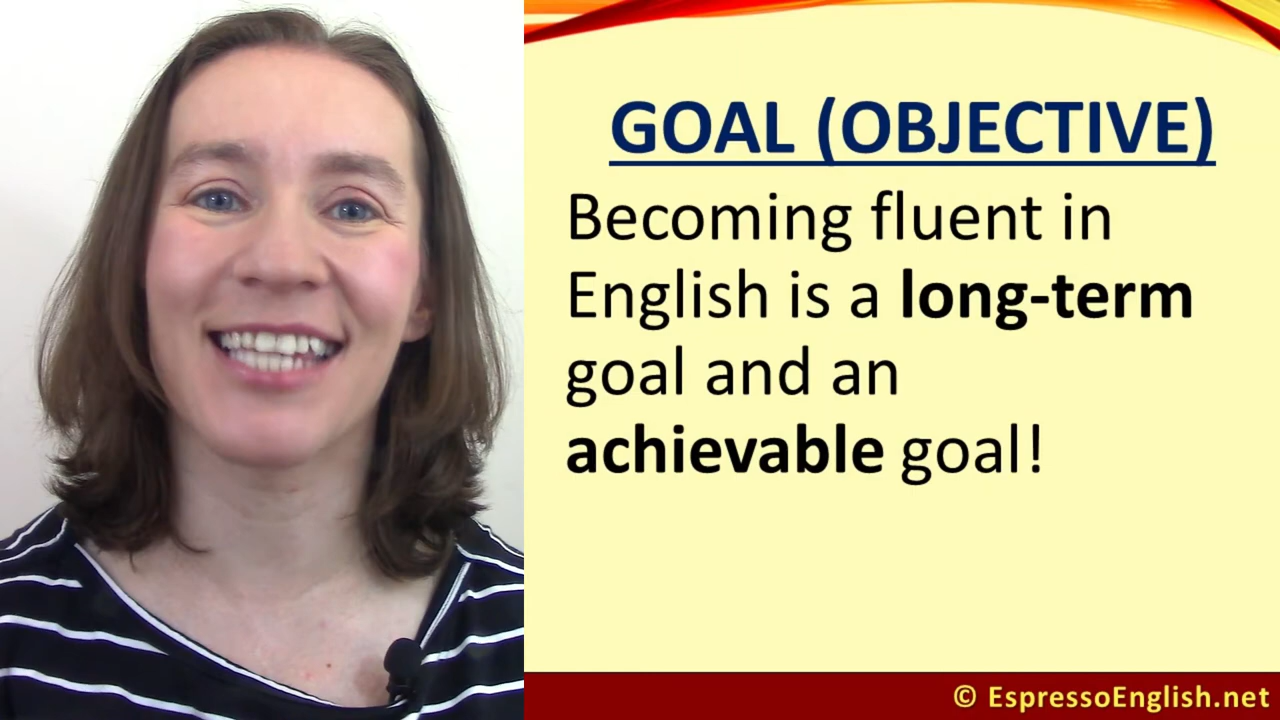 GOAL (OBJECTIVE)
Becoming fluent in
English is a long-term
goal and an
achievable goal!
© EspressoEnglish.net